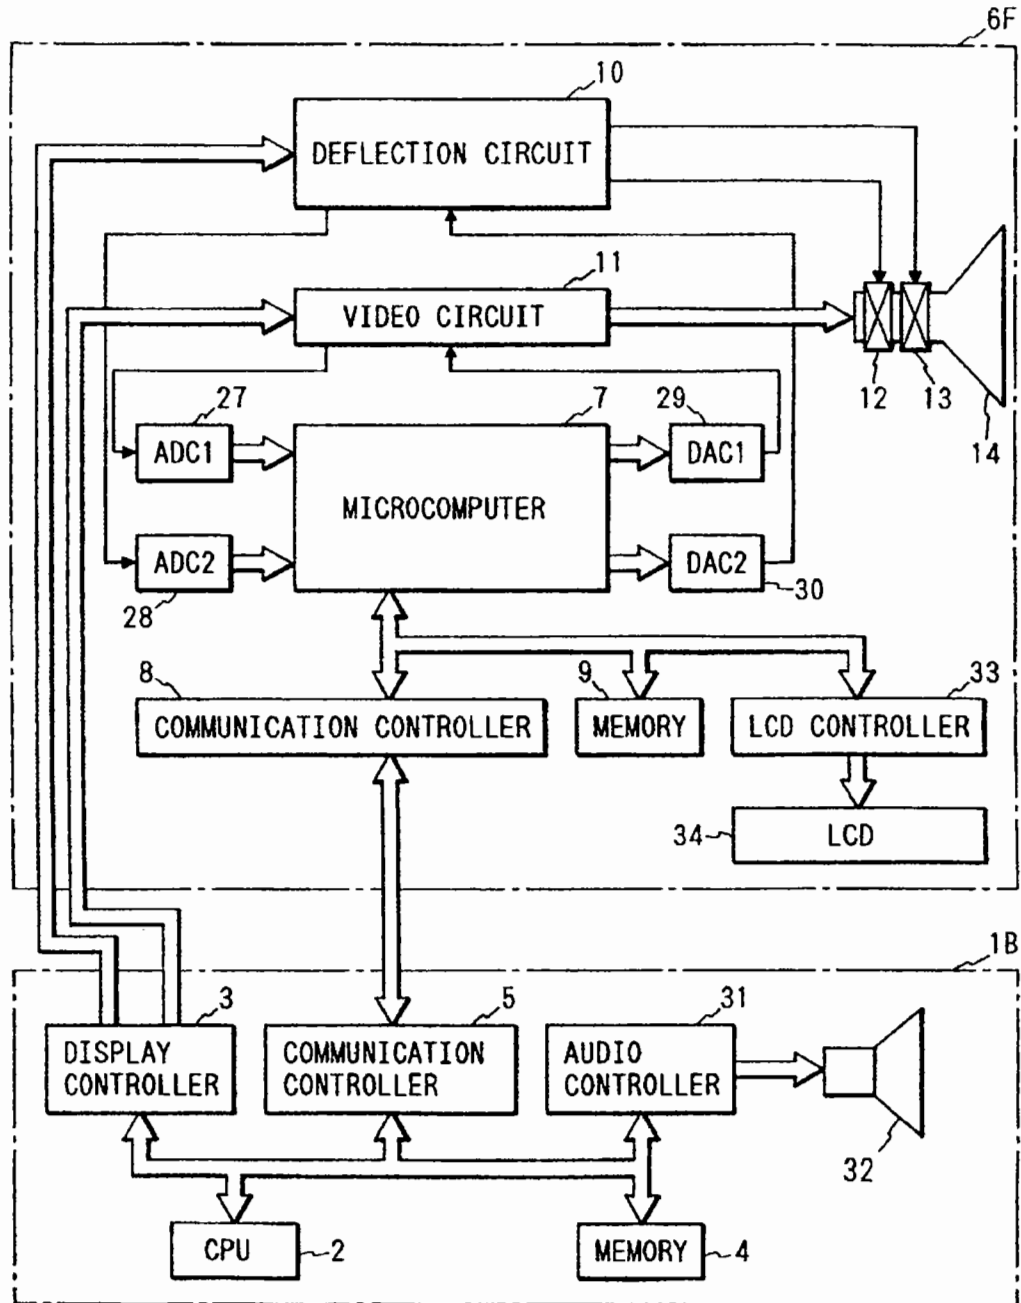 6F
10
DEFLECTION CIRCUIT
11
VIDEO CIRCUIT
12
13
14
27
ADC1
7
MICROCOMPUTER
29
DAC1
ADC2
28
DAC2
30
8
COMMUNICATION CONTROLLER
9
MEMORY
33
LCD CONTROLLER
34
LCD
1B
3
DISPLAY
CONTROLLER
5
COMMUNICATION
CONTROLLER
31
AUDIO
CONTROLLER
32
CPU
2
MEMORY
4